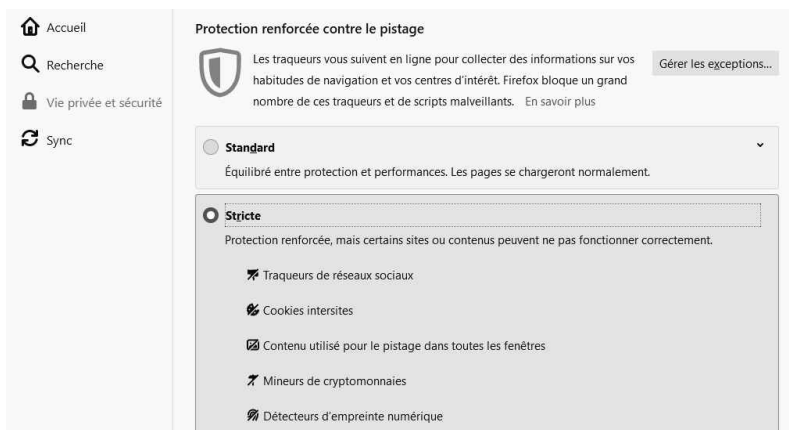 Accueil
Recherche
Vie privée et sécurité
Sync
Protection renforcée contre le pistage
Les traqueurs vous suivent en ligne pour collecter des informations sur vos
habitudes de navigation et vos centres d'intérêt. Firefox bloque un grand
nombre de ces traqueurs et de scripts malveillants. En savoir plus
Gérer les exceptions...
Standard
Équilibré entre protection et performances. Les pages se chargeront normalement.
Stricte
Protection renforcée, mais certains sites ou contenus peuvent ne pas fonctionner correctement.
Traqueurs de réseaux sociaux
Cookies intersites
Contenu utilisé pour le pistage dans toutes les fenêtres
Mineurs de cryptomonnaies
Détecteurs d'empreinte numérique